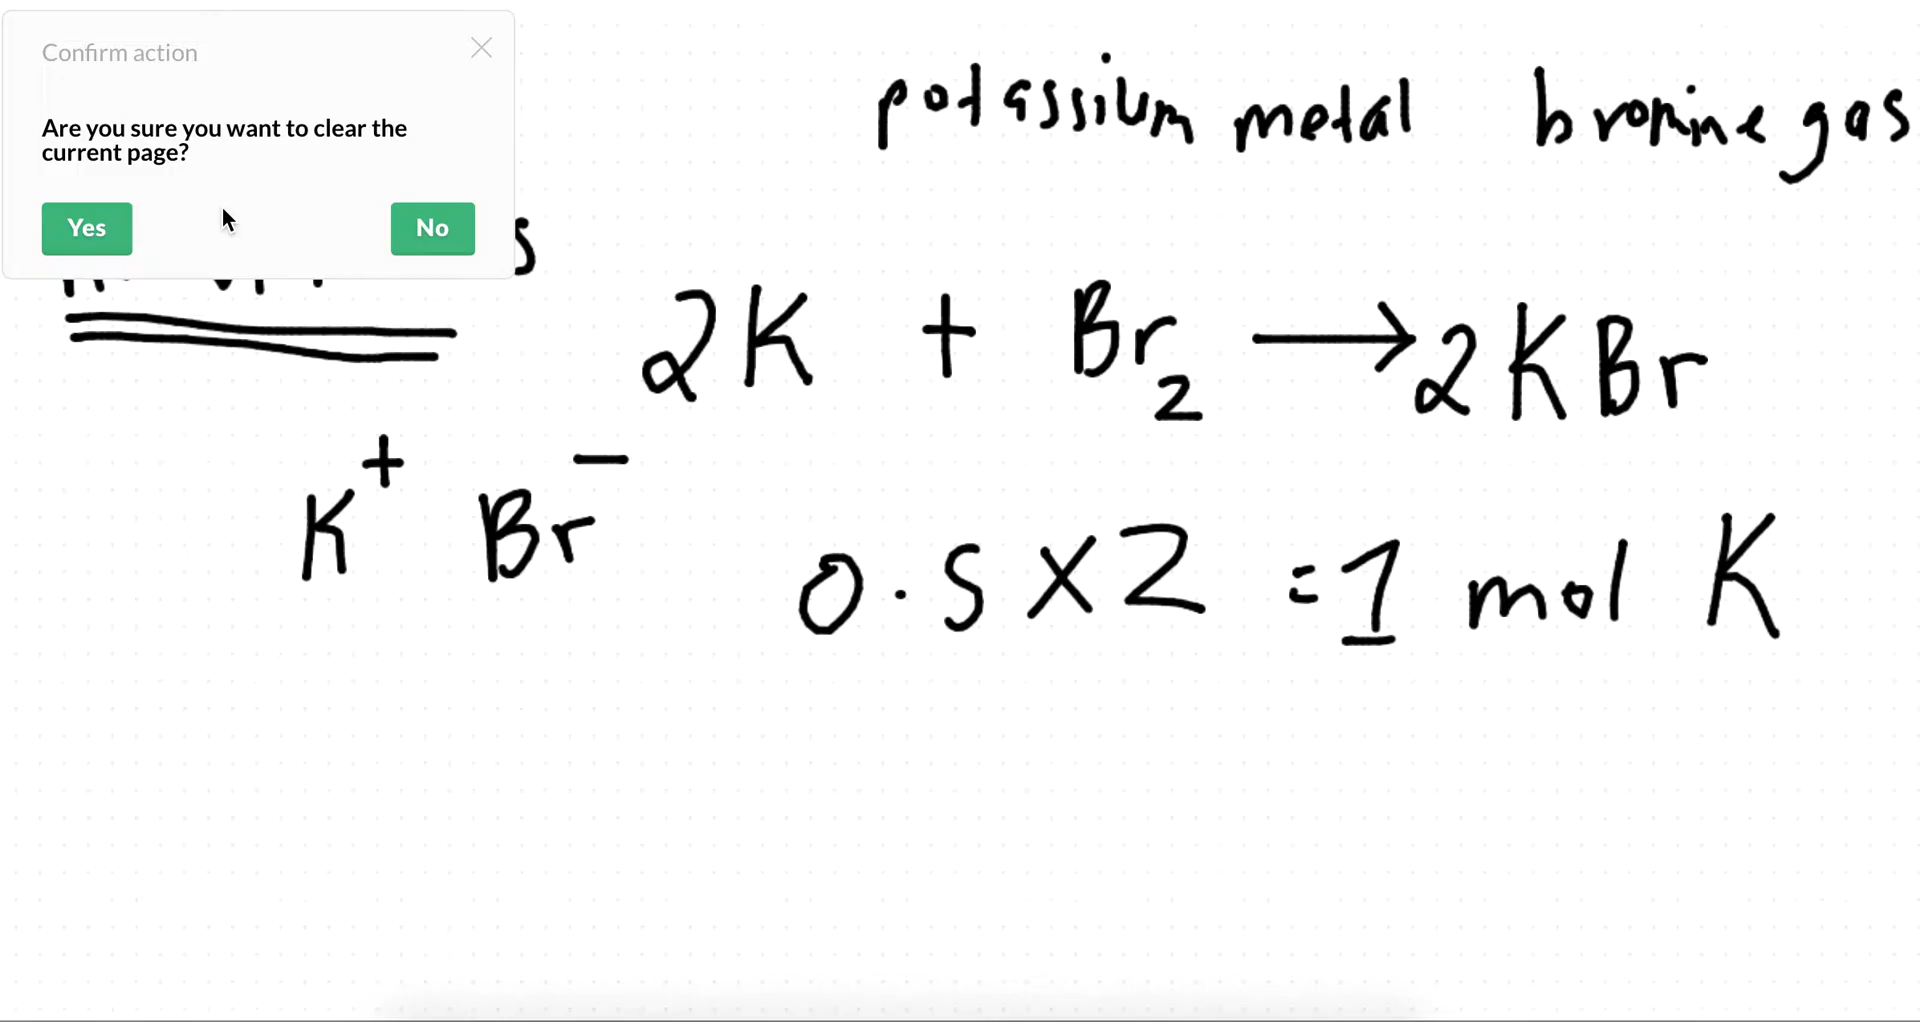 Confirm action
Are you sure you want to clear the
current page?
Yes No
potassium metal bromine gas
2K + Br2 → 2KBr
K+ Br−
0.5 X 2 = 1 mol K